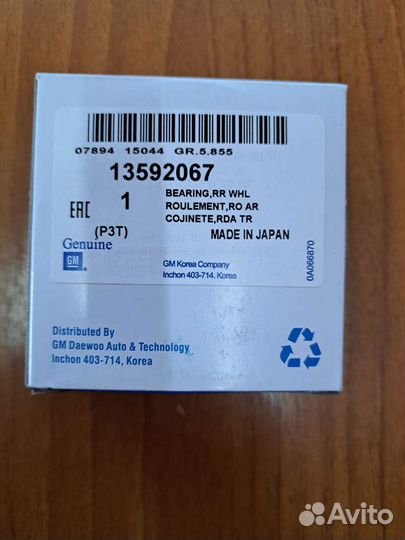 07894 15044 GR.5.855
13592067
EAC 1 BEARING,RR WHL
ROULEMENT,RO AR
COJINETE,RDA TR
(P3T) MADE IN JAPAN
Genuine
GM
GM Korea Company
Inchon 403-714. Korea
0A066870
Distributed By
GM Daewoo Auto & Technology
Inchon 403-714, Korea
Avito